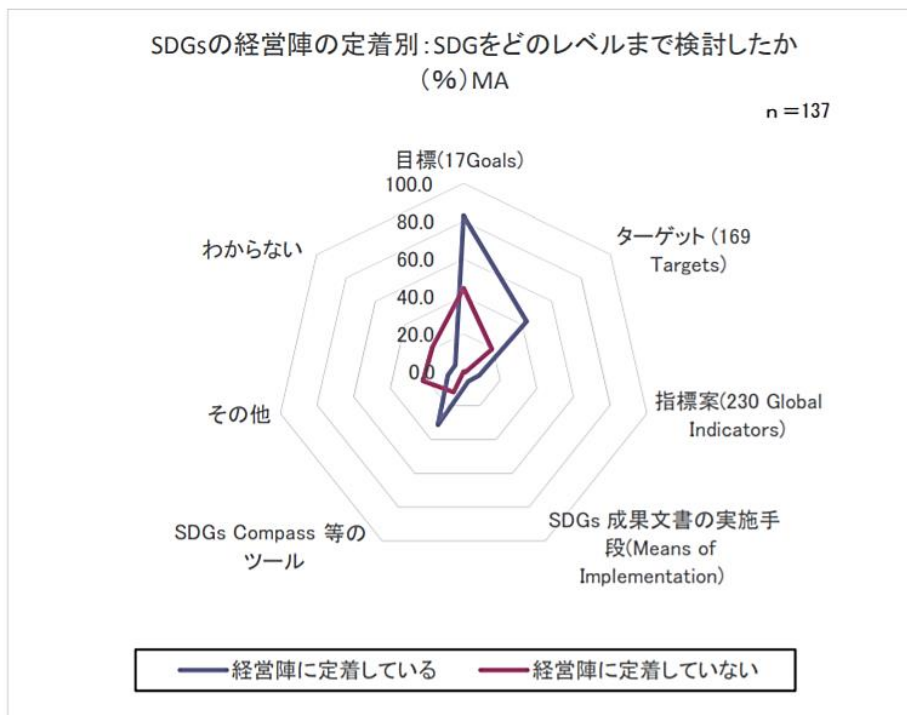 SDGsの経営陣の定着別:SDGをどのレベルまで検討したか
(%)MA
n=137
目標(17Goals)
100.0
80.0
60.0
40.0
20.0
0.0
ターゲット (169
Targets)
指標案(230 Global
Indicators)
SDGs 成果文書の実施手
段(Means of
Implementation)
SDGs Compass 等の
ツール
その他
わからない
経営陣に定着している
経営陣に定着していない